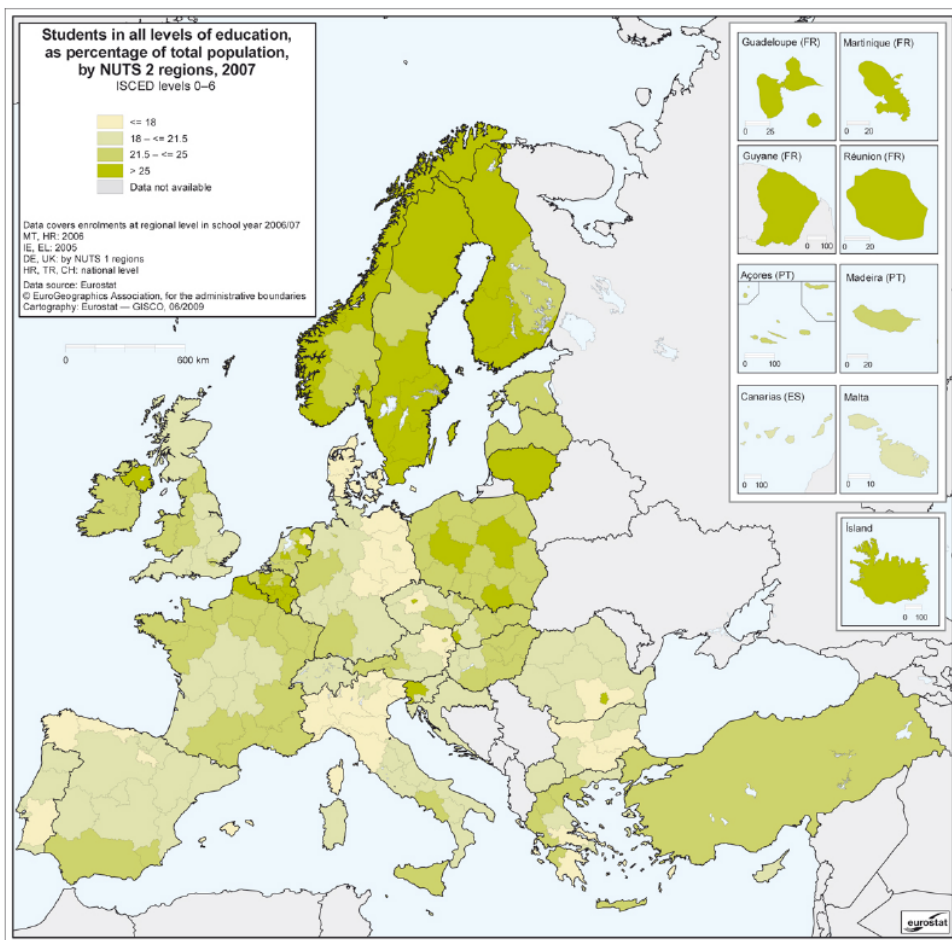 Students in all levels of education,
as percentage of total population,
by NUTS 2 regions, 2007
ISCED levels 0–6
<= 18
18 – <= 21.5
21.5 – <= 25
> 25
Data not available
Data covers enrolments at regional level in school year 2006/07
MT, HR: 2006
IE, EL: 2005
DE, UK: by NUTS 1 regions
HR, TR, CH: national level
Data source: Eurostat
© EuroGeographics Association, for the administrative boundaries
Cartography: Eurostat — GISCO, 06/2009
0 600 km
Guadeloupe (FR)
0 25
Martinique (FR)
0 20
Guyane (FR)
0 100
Réunion (FR)
0 20
Açores (PT)
0 100
Madeira (PT)
0 20
Canarias (ES)
0 100
Malta
0 10
Ísland
0 100
eurostat